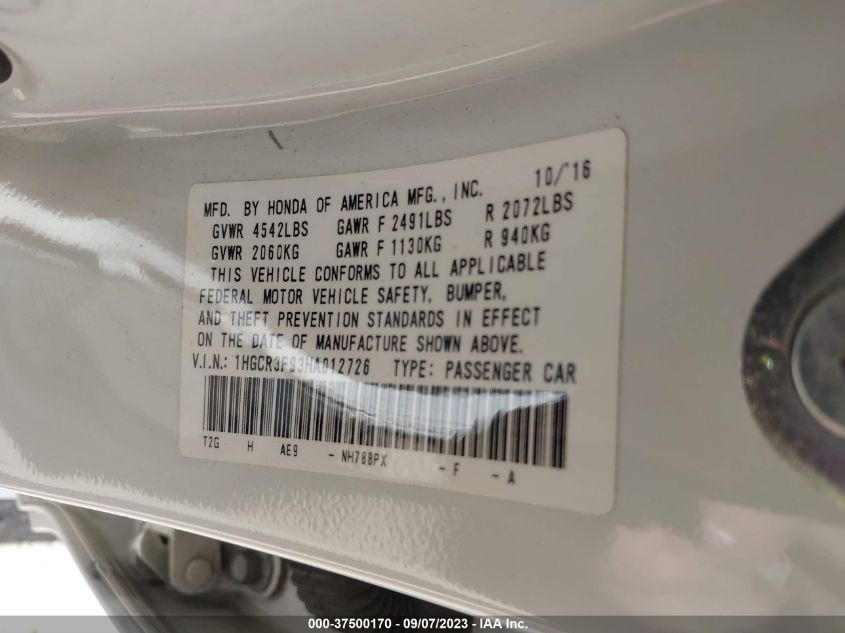 MFD. BY HONDA OF AMERICA MFG., INC. 10/'16
GVWR 4542LBS GAWR F 2491LBS R 2072LBS
GVWR 2060KG GAWR F 1130KG R 940KG
THIS VEHICLE CONFORMS TO ALL APPLICABLE
FEDERAL MOTOR VEHICLE SAFETY, BUMPER,
AND THEFT PREVENTION STANDARDS IN EFFECT
ON THE DATE OF MANUFACTURE SHOWN ABOVE.
V.I.N.: 1HGCR3F93HA012726 TYPE: PASSENGER CAR
T2G H AE9 - NH788PX - F - A
000-37500170 - 09/07/2023 - IAA Inc.